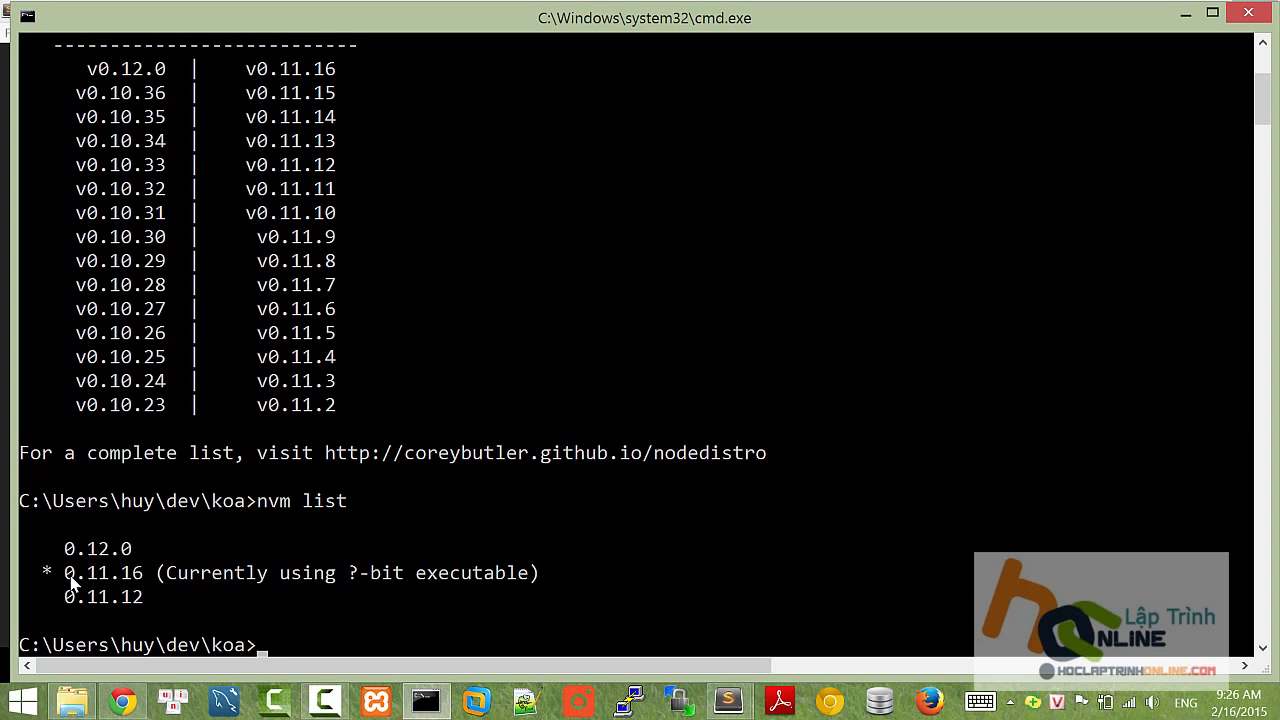 C:\Windows\system32\cmd.exe
---------------------------
v0.12.0 | v0.11.16
v0.10.36 | v0.11.15
v0.10.35 | v0.11.14
v0.10.34 | v0.11.13
v0.10.33 | v0.11.12
v0.10.32 | v0.11.11
v0.10.31 | v0.11.10
v0.10.30 | v0.11.9
v0.10.29 | v0.11.8
v0.10.28 | v0.11.7
v0.10.27 | v0.11.6
v0.10.26 | v0.11.5
v0.10.25 | v0.11.4
v0.10.24 | v0.11.3
v0.10.23 | v0.11.2
For a complete list, visit http://coreybutler.github.io/nodedistro
C:\Users\huy\dev\koa>nvm list
0.12.0
* 0.11.16 (Currently using ?-bit executable)
0.11.12
C:\Users\huy\dev\koa>
Lập Trình
ONLINE
HOCLAPTRINHONLINE.COM
ENG
9:26 AM
2/16/2015